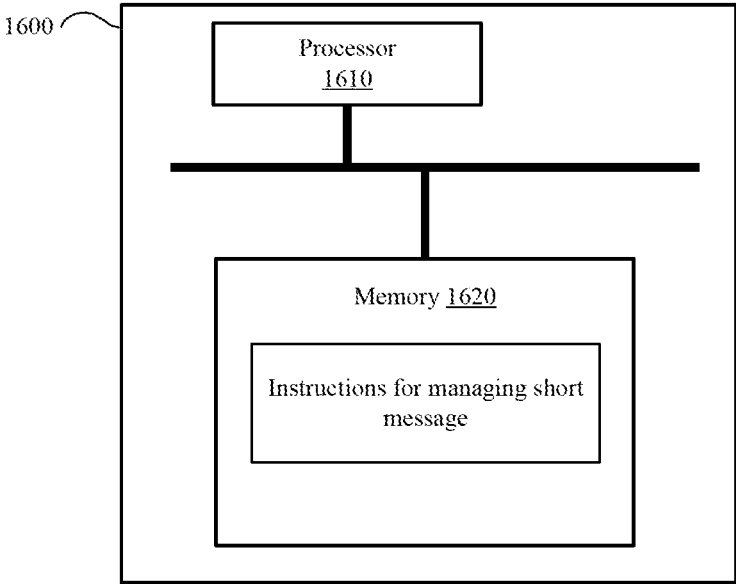 1600
Processor
1610
Memory 1620
Instructions for managing short
message